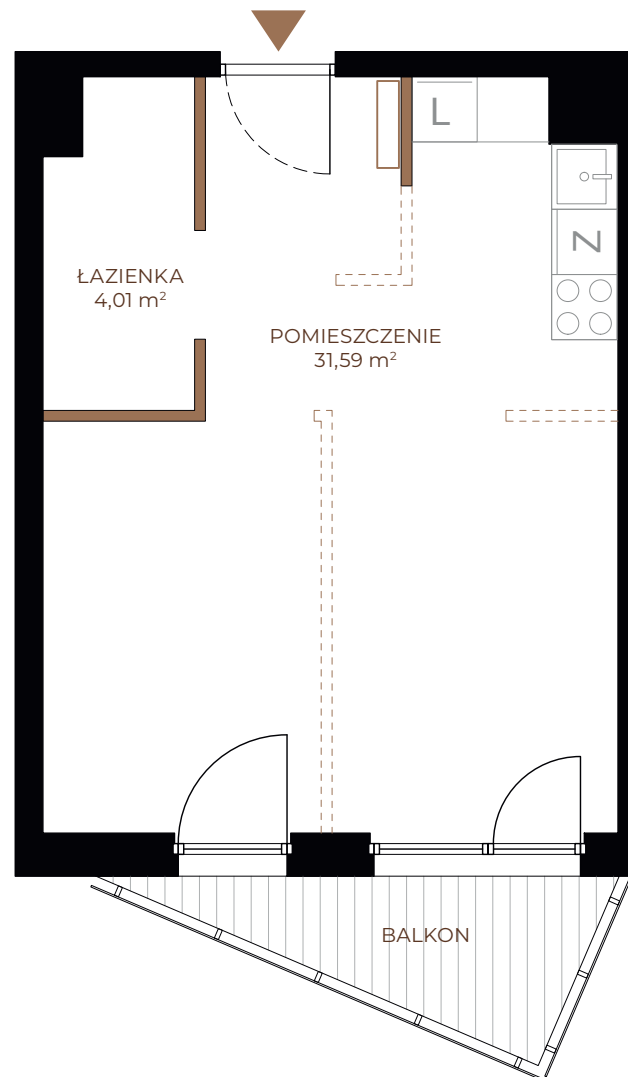 L
Z
ŁAZIENKA
4,01 m²
POMIESZCZENIE
31,59 m²
BALKON